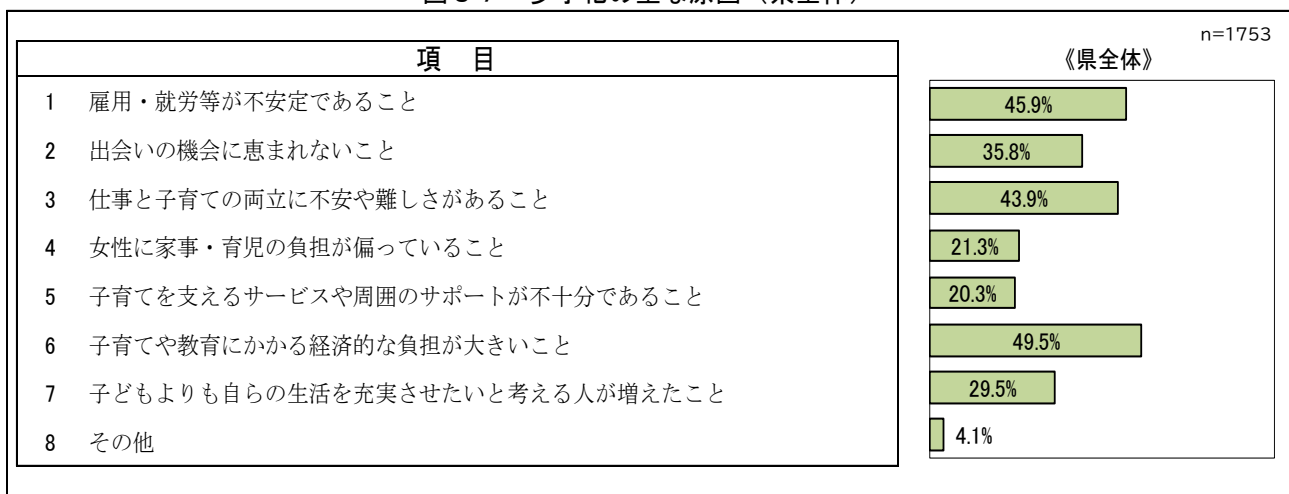 n=1753
項 目
《県全体》
1 雇用・就労等が不安定であること 45.9%
2 出会いの機会に恵まれないこと 35.8%
3 仕事と子育ての両立に不安や難しさがあること 43.9%
4 女性に家事・育児の負担が偏っていること 21.3%
5 子育てを支えるサービスや周囲のサポートが不十分であること 20.3%
6 子育てや教育にかかる経済的な負担が大きいこと 49.5%
7 子どもよりも自らの生活を充実させたいと考える人が増えたこと 29.5%
8 その他 4.1%